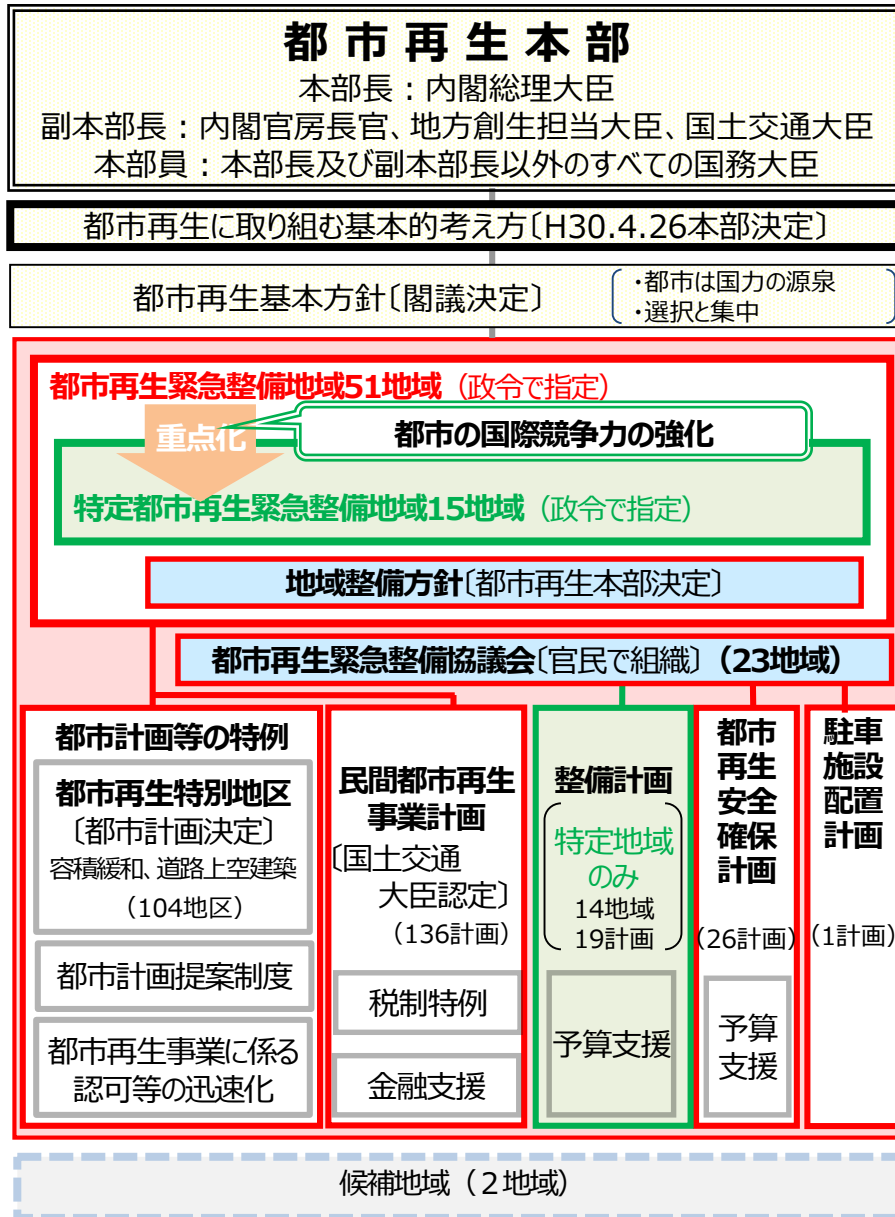 都市再生本部
本部長：内閣総理大臣
副本部長：内閣官房長官、地方創生担当大臣、国土交通大臣
本部員：本部長及び副本部長以外のすべての国務大臣
都市再生に取り組む基本的考え方〔H30.4.26本部決定〕
都市再生基本方針〔閣議決定〕
・都市は国力の源泉
・選択と集中
都市再生緊急整備地域51地域（政令で指定）
重点化
都市の国際競争力の強化
特定都市再生緊急整備地域15地域（政令で指定）
地域整備方針〔都市再生本部決定〕
都市再生緊急整備協議会〔官民で組織〕（23地域）
都市計画等の特例
都市再生特別地区
〔都市計画決定〕
容積緩和、道路上空建築
（104地区）
都市計画提案制度
都市再生事業に係る
認可等の迅速化
民間都市再生
事業計画
〔国土交通
大臣認定〕
（136計画）
税制特例
金融支援
整備計画
特定地域
のみ
14地域
19計画
予算支援
都市
再生
安全
確保
計画
（26計画）
予算
支援
駐車
施設
配置
計画
（1計画）
候補地域（２地域）